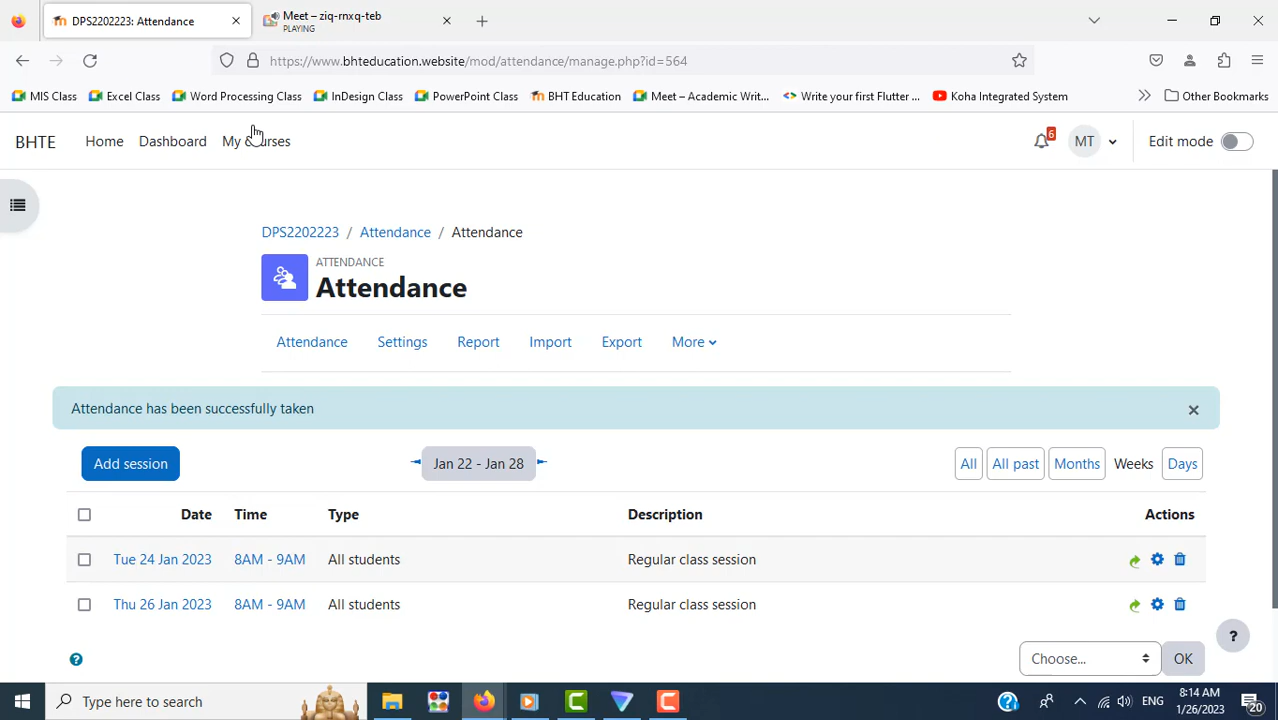 DPS2202223: Attendance
Meet – ziq-rnxq-teb
PLAYING
https://www.bhteducation.website/mod/attendance/manage.php?id=564
MIS Class
Excel Class
Word Processing Class
InDesign Class
PowerPoint Class
BHT Education
Meet – Academic Writ...
Write your first Flutter ...
Koha Integrated System
Other Bookmarks
BHTE
Home
Dashboard
My courses
6
MT
Edit mode
DPS2202223 / Attendance / Attendance
ATTENDANCE
Attendance
Attendance Settings Report Import Export More
Attendance has been successfully taken
Add session
Jan 22 - Jan 28
All
All past
Months
Weeks
Days
Date Time Type Description Actions
Tue 24 Jan 2023 8AM - 9AM All students Regular class session
Thu 26 Jan 2023 8AM - 9AM All students Regular class session
?
?
Choose...
OK
Type here to search
ENG
8:14 AM
1/26/2023
20